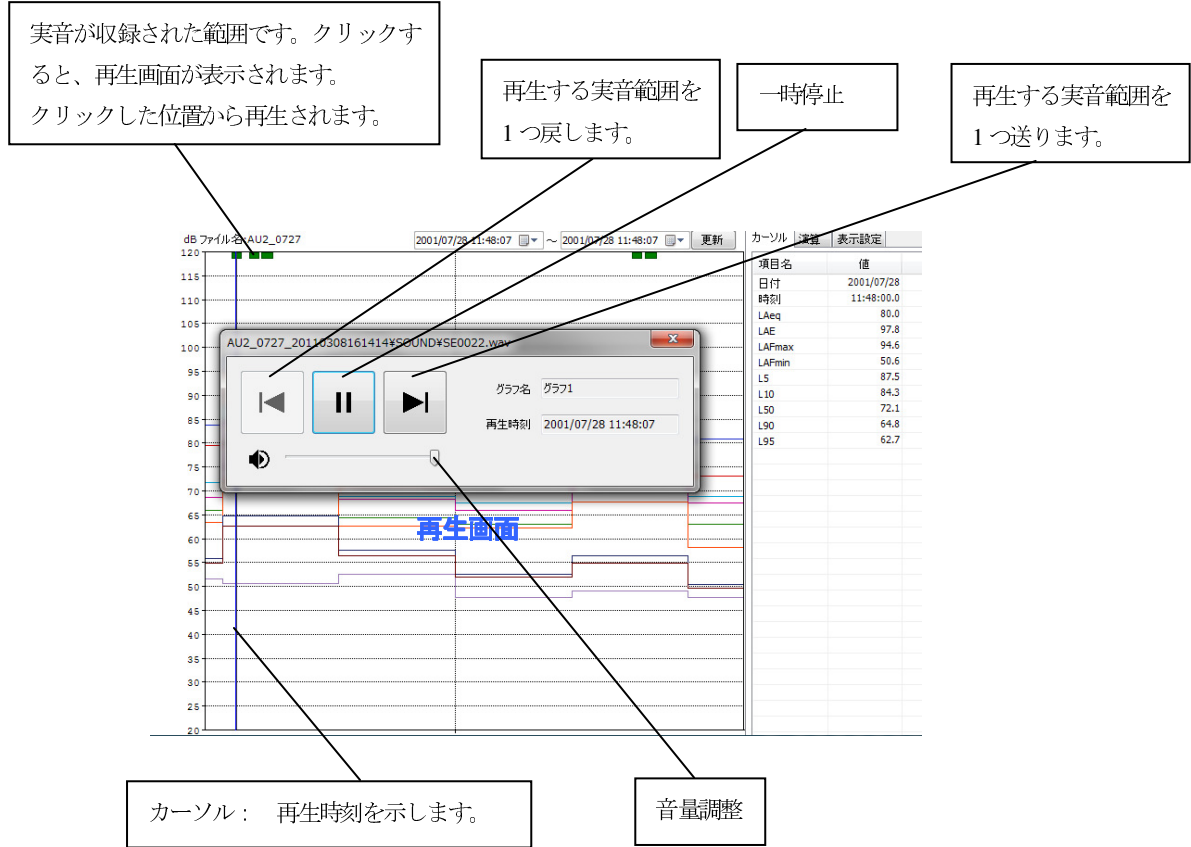 実音が収録された範囲です。クリックす
ると、再生画面が表示されます。
クリックした位置から再生されます。
再生する実音範囲を
1つ戻します。
一時停止
再生する実音範囲を
1つ送ります。
dB ファイル名:AU2_0727
2001/07/28 11:48:07 ～ 2001/07/28 11:48:07 更新
カーソル 演算 表示設定
項目名 値
日付 2001/07/28
時刻 11:48:00.0
LAeq 80.0
LAE 97.8
LAFmax 94.6
LAFmin 50.6
L5 87.5
L10 84.3
L50 72.1
L90 64.8
L95 62.7
120
115
110
105
100
95
90
85
80
75
70
65
60
55
50
45
40
35
30
25
20
AU2_0727_20110308161414¥SOUND¥SE0022.wav
グラフ名 グラフ1
再生時刻 2001/07/28 11:48:07
再生画面
カーソル： 再生時刻を示します。
音量調整